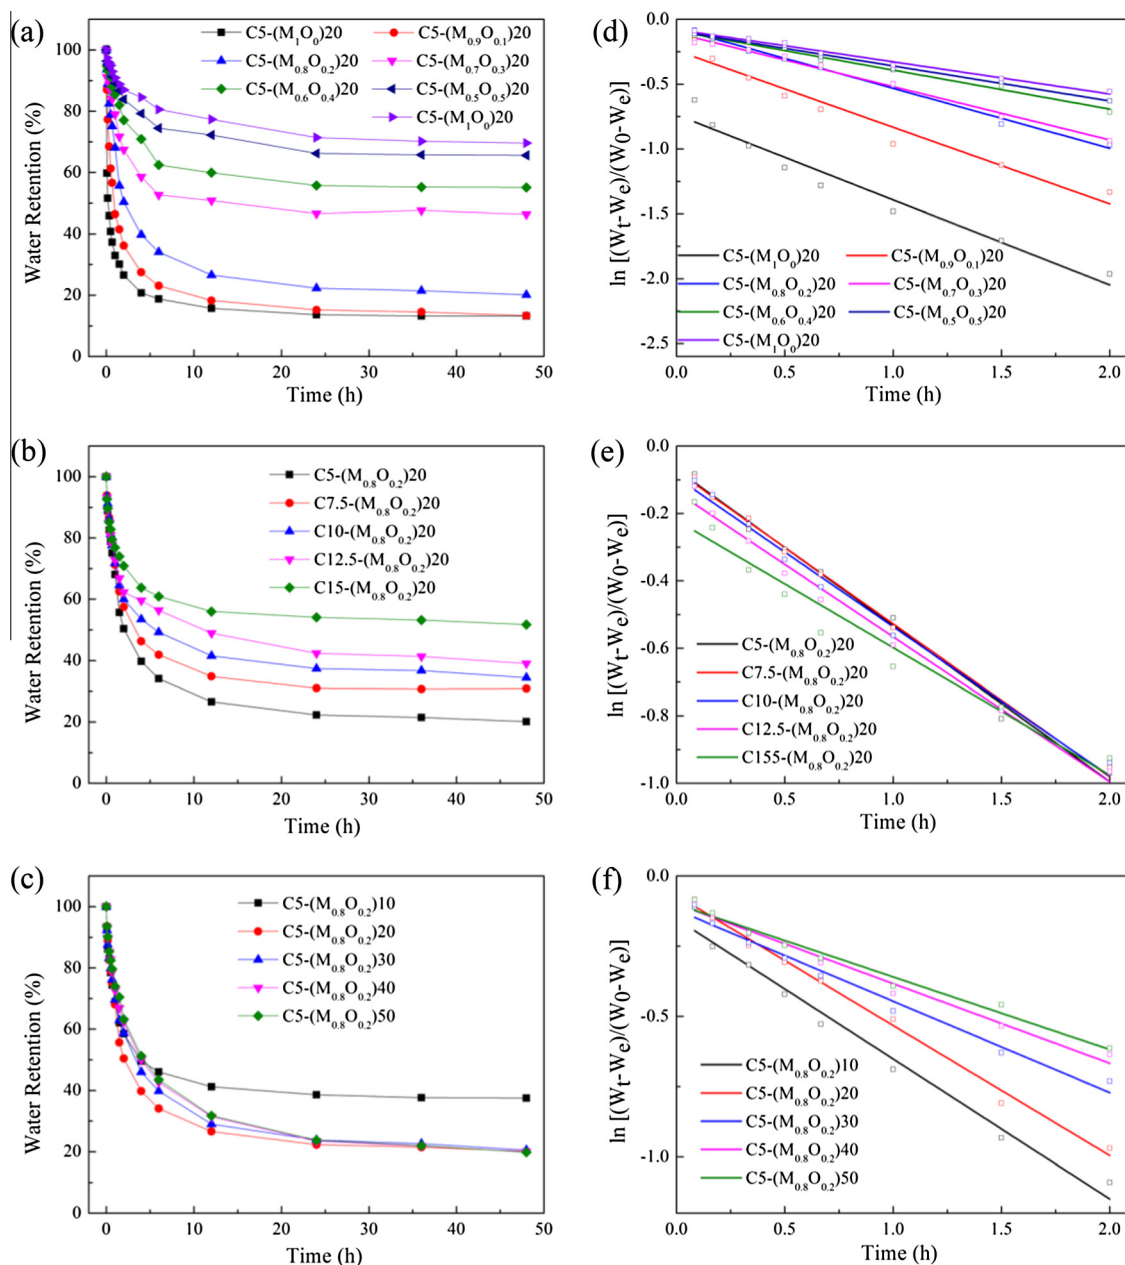 (a)
Water Retention (%)
100
80
60
40
20
0
C5-(M₁O₀)20
C5-(M₀.₉O₀.₁)20
C5-(M₀.₈O₀.₂)20
C5-(M₀.₇O₀.₃)20
C5-(M₀.₆O₀.₄)20
C5-(M₀.₅O₀.₅)20
C5-(M₁O₀)20
0 10 20 30 40 50
Time (h)
(d)
ln [(Wt-We)/(W0-We)]
0.0
-0.5
-1.0
-1.5
-2.0
-2.5
C5-(M₁O₀)20
C5-(M₀.₉O₀.₁)20
C5-(M₀.₈O₀.₂)20
C5-(M₀.₇O₀.₃)20
C5-(M₀.₆O₀.₄)20
C5-(M₀.₅O₀.₅)20
C5-(M₁O₀)20
0.0 0.5 1.0 1.5 2.0
Time (h)
(b)
Water Retention (%)
100
80
60
40
20
0
C5-(M₀.₈O₀.₂)20
C7.5-(M₀.₈O₀.₂)20
C10-(M₀.₈O₀.₂)20
C12.5-(M₀.₈O₀.₂)20
C15-(M₀.₈O₀.₂)20
0 10 20 30 40 50
Time (h)
(e)
ln [(Wt-We)/(W0-We)]
0.0
-0.2
-0.4
-0.6
-0.8
-1.0
C5-(M₀.₈O₀.₂)20
C7.5-(M₀.₈O₀.₂)20
C10-(M₀.₈O₀.₂)20
C12.5-(M₀.₈O₀.₂)20
C155-(M₀.₈O₀.₂)20
0.0 0.5 1.0 1.5 2.0
Time (h)
(c)
Water Retention (%)
100
80
60
40
20
0
C5-(M₀.₈O₀.₂)10
C5-(M₀.₈O₀.₂)20
C5-(M₀.₈O₀.₂)30
C5-(M₀.₈O₀.₂)40
C5-(M₀.₈O₀.₂)50
0 10 20 30 40 50
Time (h)
(f)
ln [(Wt-We)/(W0-We)]
0.0
-0.5
-1.0
C5-(M₀.₈O₀.₂)10
C5-(M₀.₈O₀.₂)20
C5-(M₀.₈O₀.₂)30
C5-(M₀.₈O₀.₂)40
C5-(M₀.₈O₀.₂)50
0.0 0.5 1.0 1.5 2.0
Time (h)